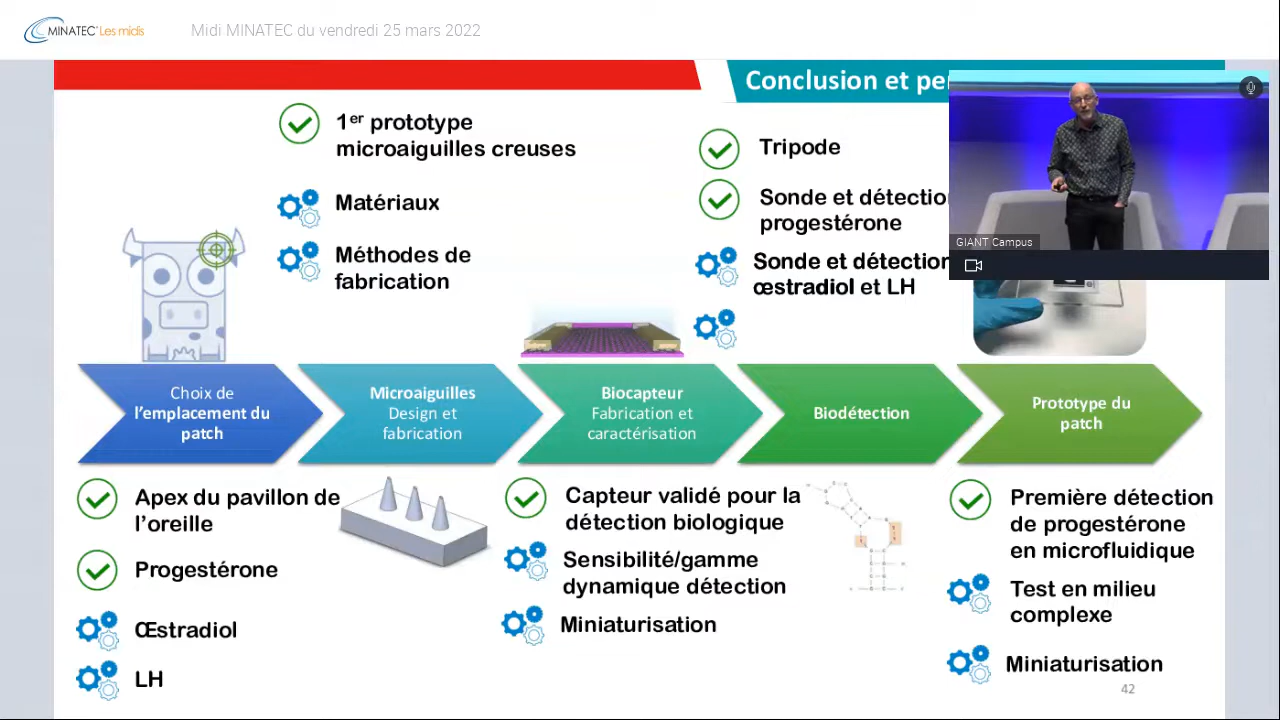 MINATEC Les midis
Midi MINATEC du vendredi 25 mars 2022
Conclusion et pe
1er prototype
microaiguilles creuses
Matériaux
Méthodes de
fabrication
Tripode
Sonde et détection
progestérone
Sonde et détection
œstradiol et LH
GIANT Campus
Choix de
l'emplacement du
patch
Microaiguilles
Design et
fabrication
Biocapteur
Fabrication et
caractérisation
Biodétection
Prototype du
patch
Apex du pavillon de
l'oreille
Progestérone
Œstradiol
LH
Capteur validé pour la
détection biologique
Sensibilité/gamme
dynamique détection
Miniaturisation
Première détection
de progestérone
en microfluidique
Test en milieu
complexe
Miniaturisation
42